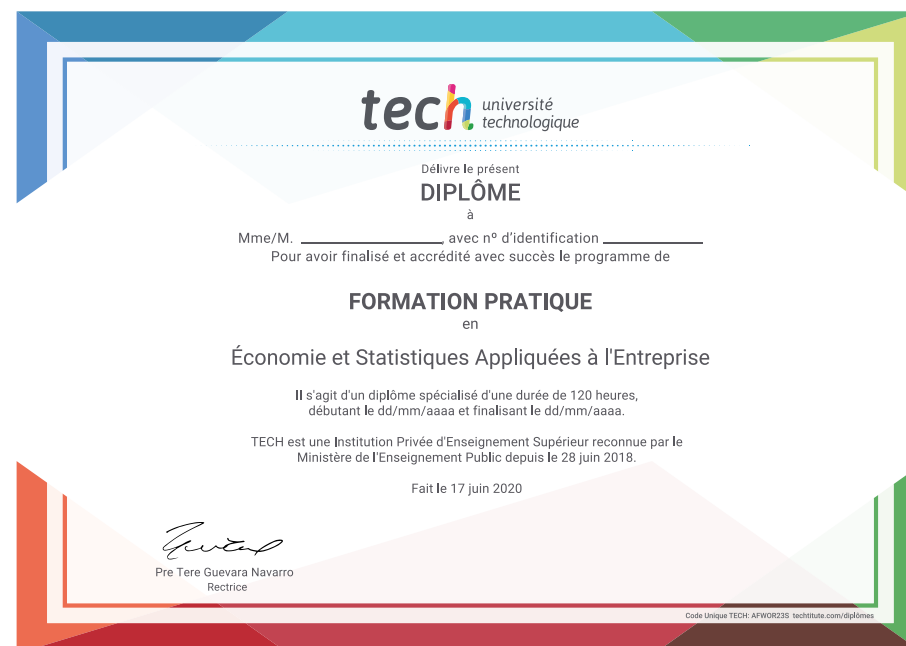 tech université
technologique
Délivre le présent
DIPLÔME
à
Mme/M. ____________________, avec nº d'identification ______________
Pour avoir finalisé et accrédité avec succès le programme de
FORMATION PRATIQUE
en
Économie et Statistiques Appliquées à l'Entreprise
Il s'agit d'un diplôme spécialisé d'une durée de 120 heures,
débutant le dd/mm/aaaa et finalisant le dd/mm/aaaa.
TECH est une Institution Privée d'Enseignement Supérieur reconnue par le
Ministère de l'Enseignement Public depuis le 28 juin 2018.
Fait le 17 juin 2020
Pre Tere Guevara Navarro
Rectrice
Code Unique TECH: AFWOR23S techtitute.com/diplômes